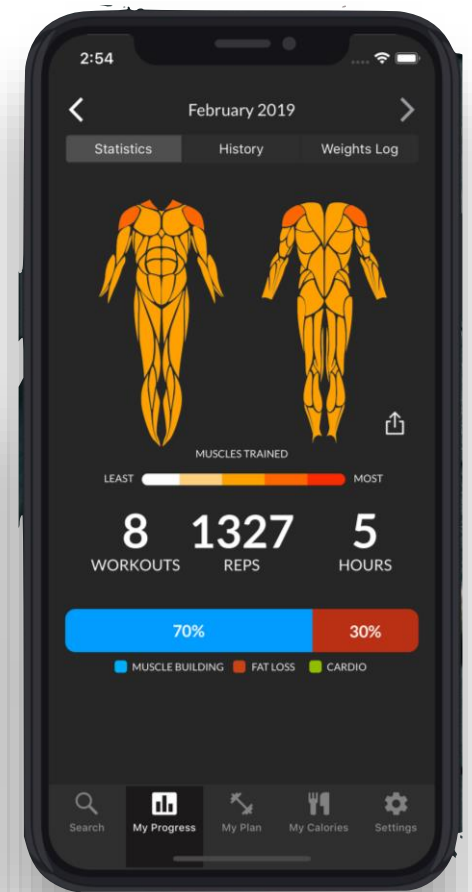 2:54
February 2019
Statistics History Weights Log
MUSCLES TRAINED
LEAST MOST
8 1327 5
WORKOUTS REPS HOURS
70% 30%
MUSCLE BUILDING FAT LOSS CARDIO
Search My Progress My Plan My Calories Settings